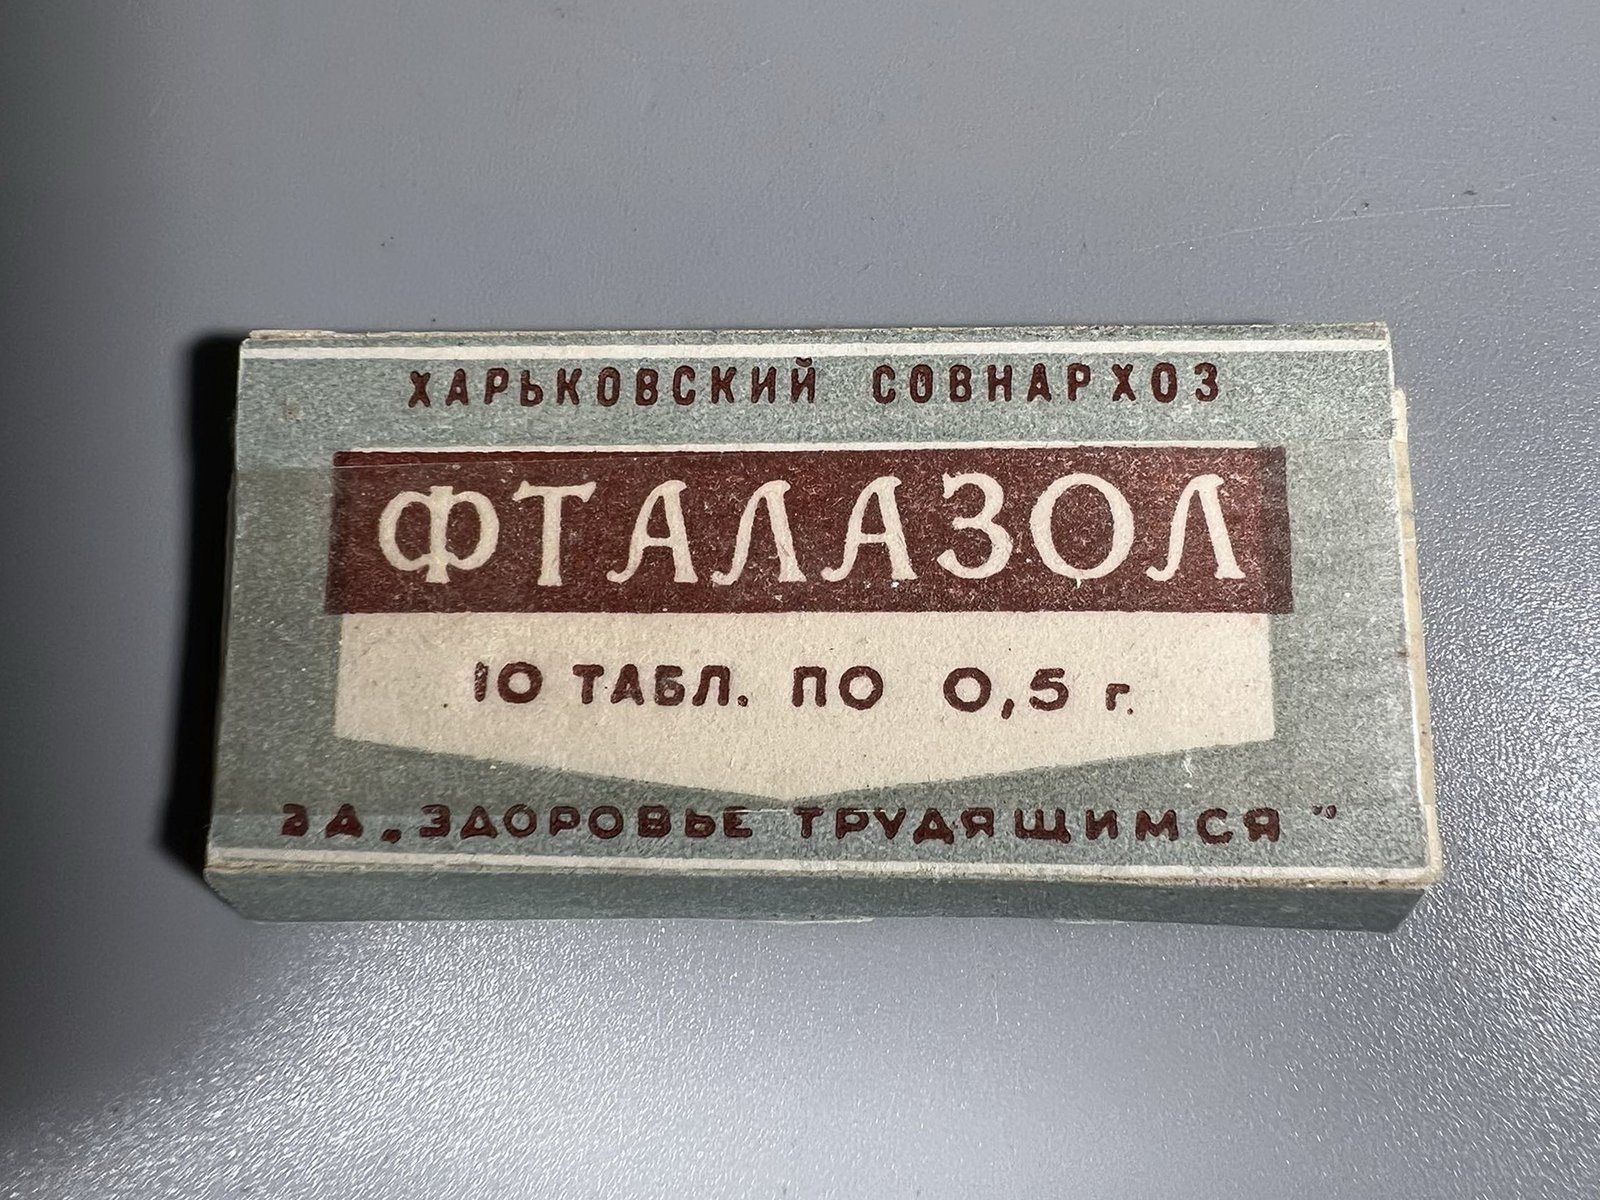 ХАРЬКОВСКИЙ СОВНАРХОЗ
ФТАЛАЗОЛ
10 ТАБЛ. ПО 0,5 г.
ЗД „ЗДОРОВЬЕ ТРУДЯЩИМСЯ"